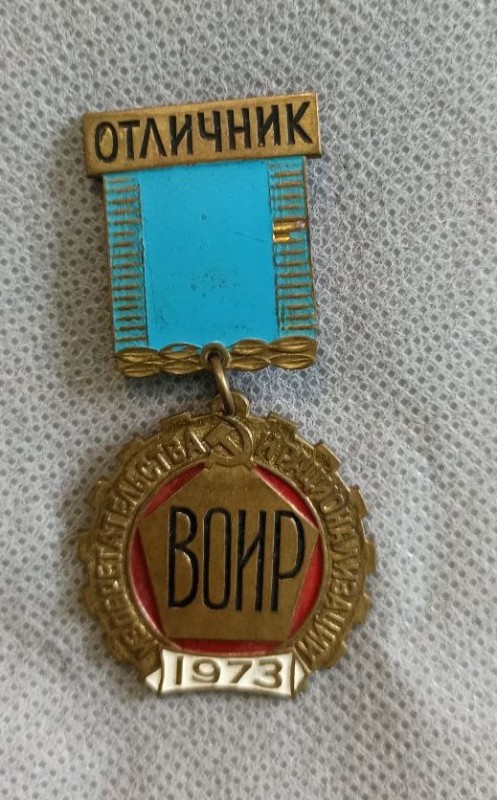 ОТЛИЧНИК
ИЗОБРЕТАТЕЛЬСТВА И РАЦИОНАЛИЗАЦИИ
ВОИР
1973